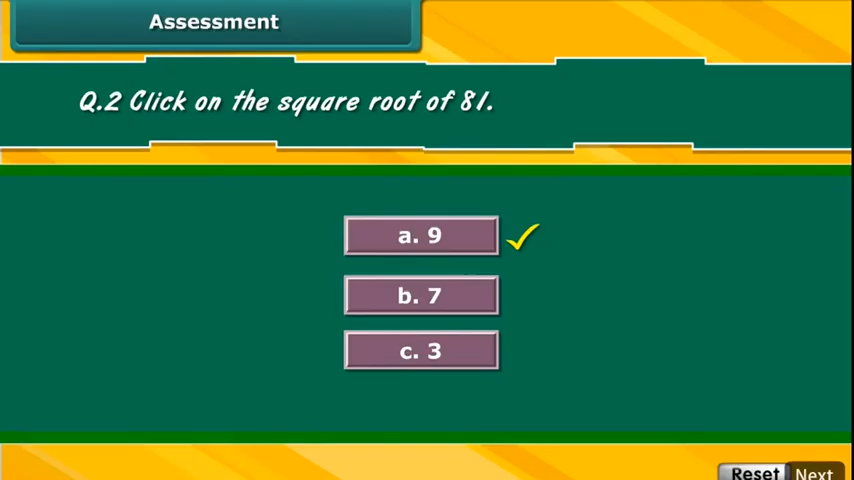 Assessment
Q.2 Click on the square root of 81.
a. 9
b. 7
c. 3
Reset Next